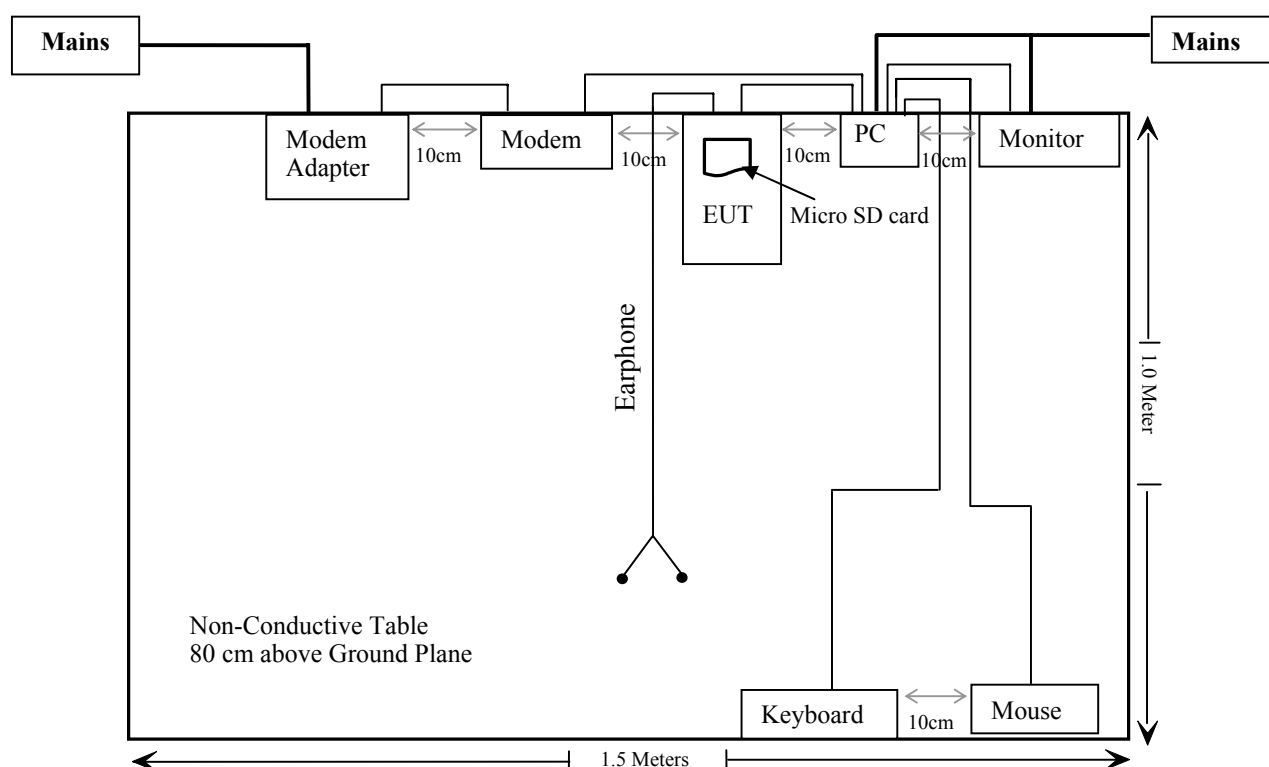 Mains
Mains
Modem
Adapter
10cm
Modem
10cm
EUT
10cm
PC
10cm
Monitor
Micro SD card
Earphone
1.0 Meter
Non-Conductive Table
80 cm above Ground Plane
Keyboard
10cm
Mouse
1.5 Meters